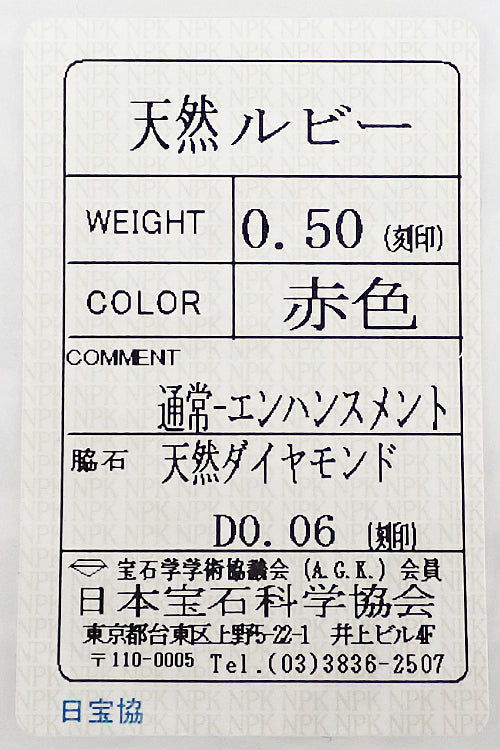 天然ルビー
WEIGHT 0.50 (刻印)
COLOR 赤色
COMMENT
通常-エンハンスメント
脇石 天然ダイヤモンド
D0.06 (刻印)
宝石学学術協議会 (A.G.K.) 会員
日本宝石科学協会
東京都台東区上野5-22-1 井上ビル4F
〒110-0005 Tel.(03)3836-2507
日宝協